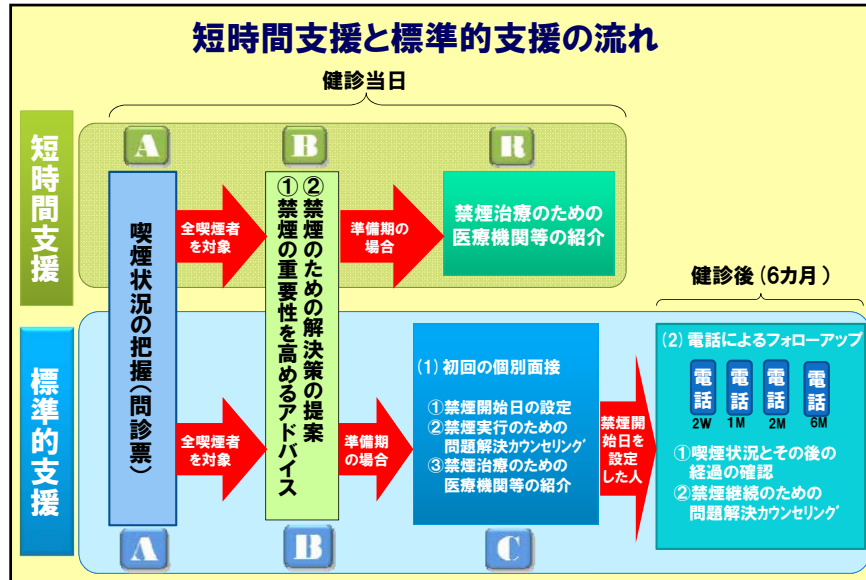 短時間支援と標準的支援の流れ
健診当日
短時間支援
A
B
R
喫煙状況の把握(問診票)
全喫煙者
を対象
①禁煙の重要性を高めるアドバイス
②禁煙のための解決策の提案
準備期の
場合
禁煙治療のための
医療機関等の紹介
健診後(6カ月)
標準的支援
全喫煙者
を対象
準備期
の場合
(1) 初回の個別面接
①禁煙開始日の設定
②禁煙実行のための
問題解決カウンセリング
③禁煙治療のための
医療機関等の紹介
禁煙開
始日を
設定
した人
(2) 電話によるフォローアップ
電話
電話
電話
電話
2W
1M
2M
6M
①喫煙状況とその後の
経過の確認
②禁煙継続のための
問題解決カウンセリング
A
B
C